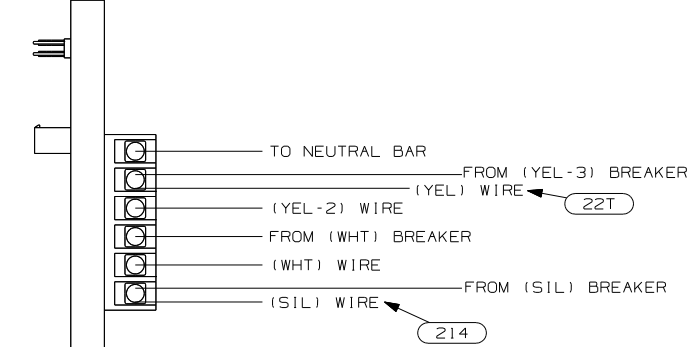 TO NEUTRAL BAR
FROM (YEL-3) BREAKER
(YEL) WIRE
22T
(YEL-2) WIRE
FROM (WHT) BREAKER
(WHT) WIRE
FROM (SIL) BREAKER
(SIL) WIRE
214